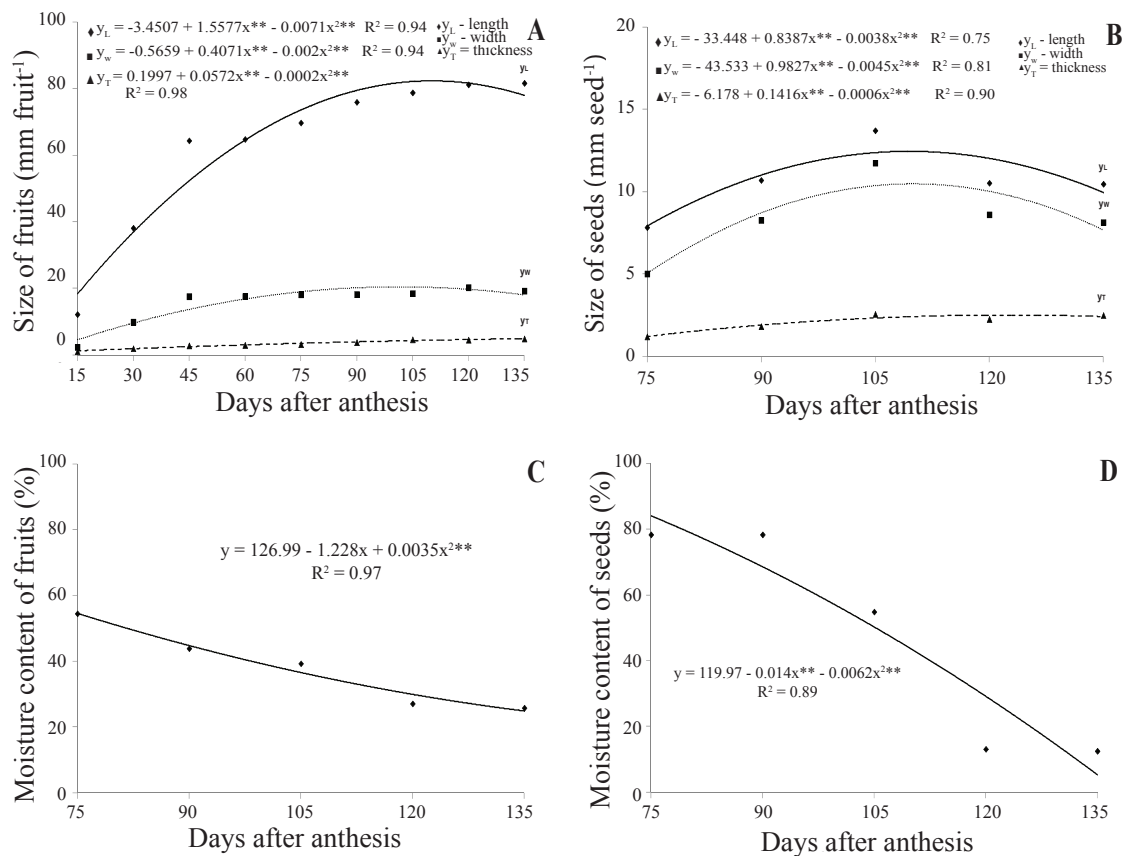 A
y_L = -3.4507 + 1.5577x** - 0.0071x²** R² = 0.94
y_w = -0.5659 + 0.4071x** - 0.002x²** R² = 0.94
y_T = 0.1997 + 0.0572x** - 0.0002x²**
R² = 0.98
y_L - length
y_w - width
y_T = thickness
Size of fruits (mm fruit⁻¹)
100
80
60
40
20
0
yL
yW
yT
15 30 45 60 75 90 105 120 135
Days after anthesis
B
y_L = - 33.448 + 0.8387x** - 0.0038x²** R² = 0.75
y_w = - 43.533 + 0.9827x** - 0.0045x²** R² = 0.81
y_T = - 6.178 + 0.1416x** - 0.0006x²** R² = 0.90
y_L - length
y_w - width
y_T = thickness
Size of seeds (mm seed⁻¹)
20
15
10
5
0
yL
yW
yT
75 90 105 120 135
Days after anthesis
C
Moisture content of fruits (%)
100
80
60
40
20
0
y = 126.99 - 1.228x + 0.0035x²**
R² = 0.97
75 90 105 120 135
Days after anthesis
D
Moisture content of seeds (%)
100
80
60
40
20
0
y = 119.97 - 0.014x** - 0.0062x²**
R² = 0.89
75 90 105 120 135
Days after anthesis